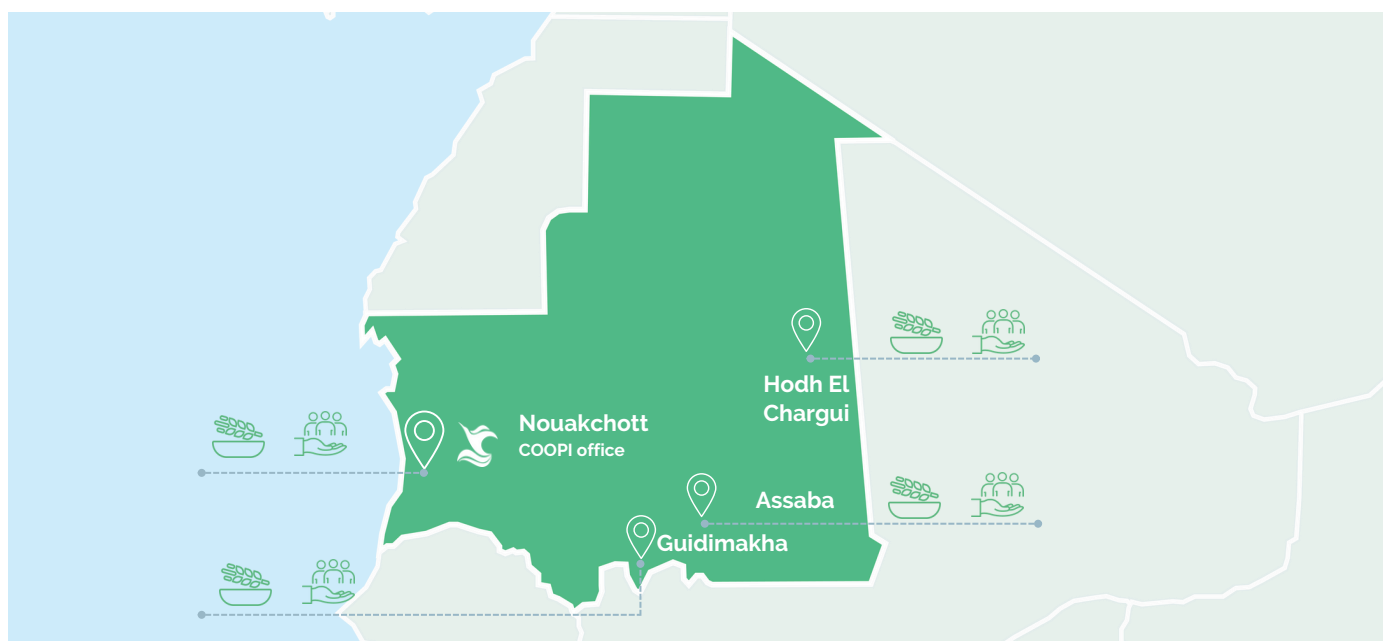 Hodh El
Chargui
Nouakchott
COOPI office
Assaba
Guidimakha